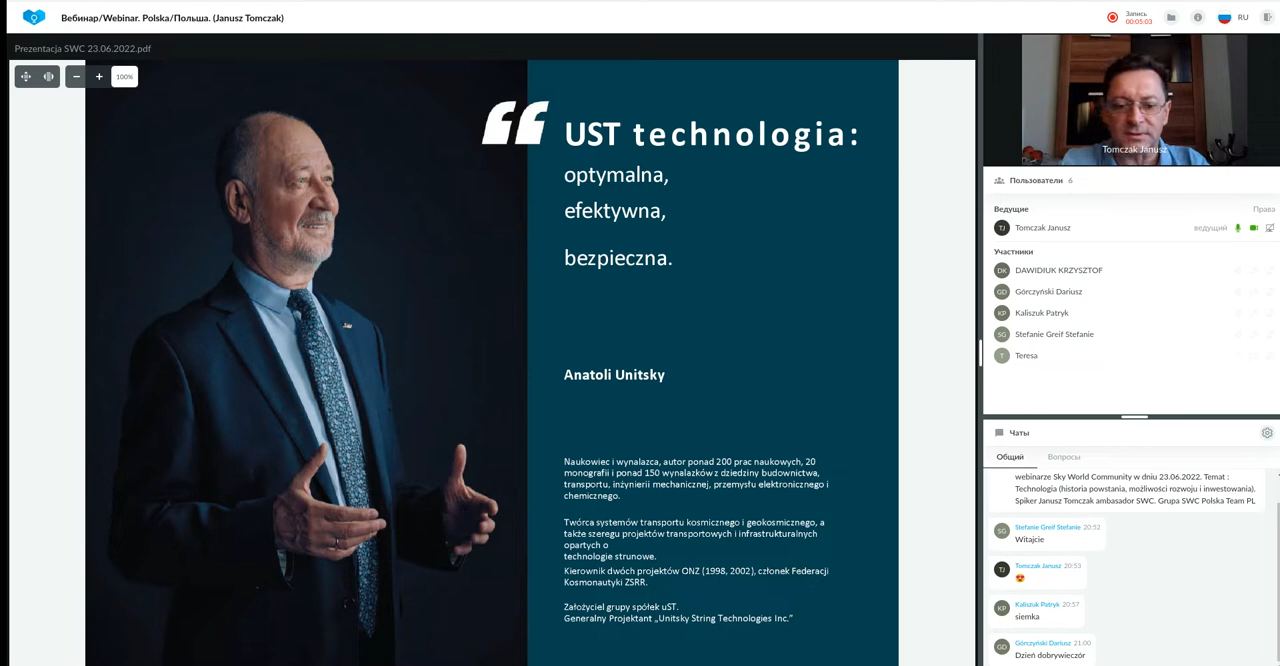 Вебинар/Webinar. Polska/Польша. (Janusz Tomczak)
Запись
00:05:03
RU
Prezentacja SWC 23.06.2022.pdf
100%
“ UST technologia:
optymalna,
efektywna,
bezpieczna.
Anatoli Unitsky
Naukowiec i wynalazca, autor ponad 200 prac naukowych, 20
monografii i ponad 150 wynalazków z dziedziny budownictwa,
transportu, inżynierii mechanicznej, przemysłu elektronicznego i
chemicznego.
Twórca systemów transportu kosmicznego i geokosmicznego, a
także szeregu projektów transportowych i infrastrukturalnych
opartych o
technologie strunowe.
Kierownik dwóch projektów ONZ (1998, 2002), członek Federacji
Kosmonautyki ZSRR.
Założyciel grupy spółek uST.
Generalny Projektant „Unitsky String Technologies Inc.”
Tomczak Janusz
Пользователи 6
Ведущие Права
TJ Tomczak Janusz ведущий
Участники
DK DAWIDIUK KRZYSZTOF
GD Górczyński Dariusz
KP Kaliszuk Patryk
SG Stefanie Greif Stefanie
T Teresa
Чаты
Общий Вопросы
webinarze Sky World Community w dniu 23.06.2022. Temat :
Technologia (historia powstania, możliwości rozwoju i inwestowania).
Spiker Janusz Tomczak ambasador SWC. Grupa SWC Polska Team PL
SG Stefanie Greif Stefanie 20:52
Witajcie
TJ Tomczak Janusz 20:53
😍
KP Kaliszuk Patryk 20:57
siemka
GD Górczyński Dariusz 21:00
Dzień dobrywieczór